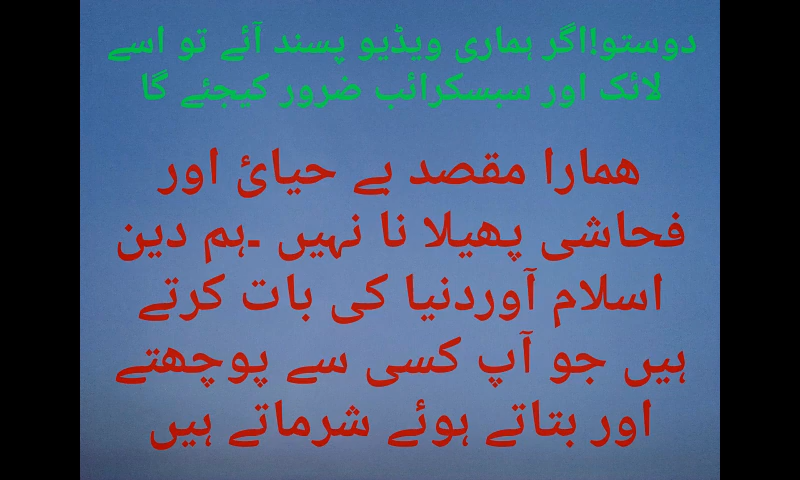 دوستو!اگر ہماری ویڈیو پسند آئے تو اسے
لائک اور سبسکرائب ضرور کیجئے گا
ھمارا مقصد بے حیائ اور
فحاشی پھیلا نا نہیں ۔ہم دین
اسلام آوردنیا کی بات کرتے
ہیں جو آپ کسی سے پوچھتے
اور بتاتے ہوئے شرماتے ہیں